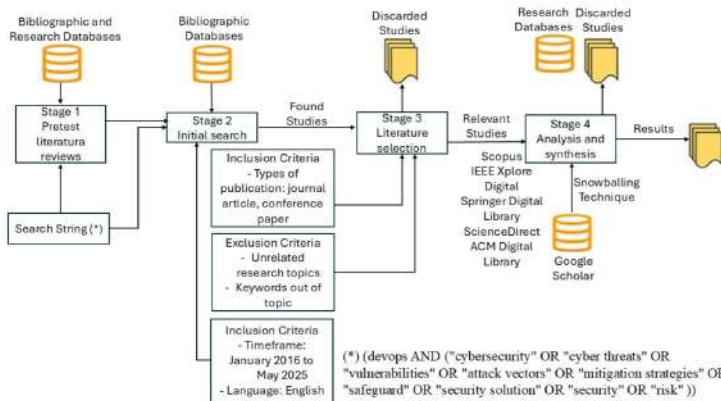 Bibliographic and
Research Databases
Bibliographic
Databases
Discarded
Studies
Research
Databases
Discarded
Studies
Stage 1
Pretest
literatura
reviews
Stage 2
Initial search
Found
Studies
Stage 3
Literature
selection
Relevant
Studies
Stage 4
Analysis and
synthesis
Results
Scopus
IEEE Xplore
Digital
Springer Digital
Library
ScienceDirect
ACM Digital
Library
Snowballing
Technique
Google
Scholar
Search String (*)
Inclusion Criteria
- Types of
publication: journal
article, conference
paper
Exclusion Criteria
- Unrelated
research topics
- Keywords out of
topic
Inclusion Criteria
- Timeframe:
January 2016 to
May 2025
- Language: English
(*) (devops AND ("cybersecurity" OR "cyber threats" OR
"vulnerabilities" OR "attack vectors" OR "mitigation strategies" OR
"safeguard" OR "security solution" OR "security" OR "risk" ))